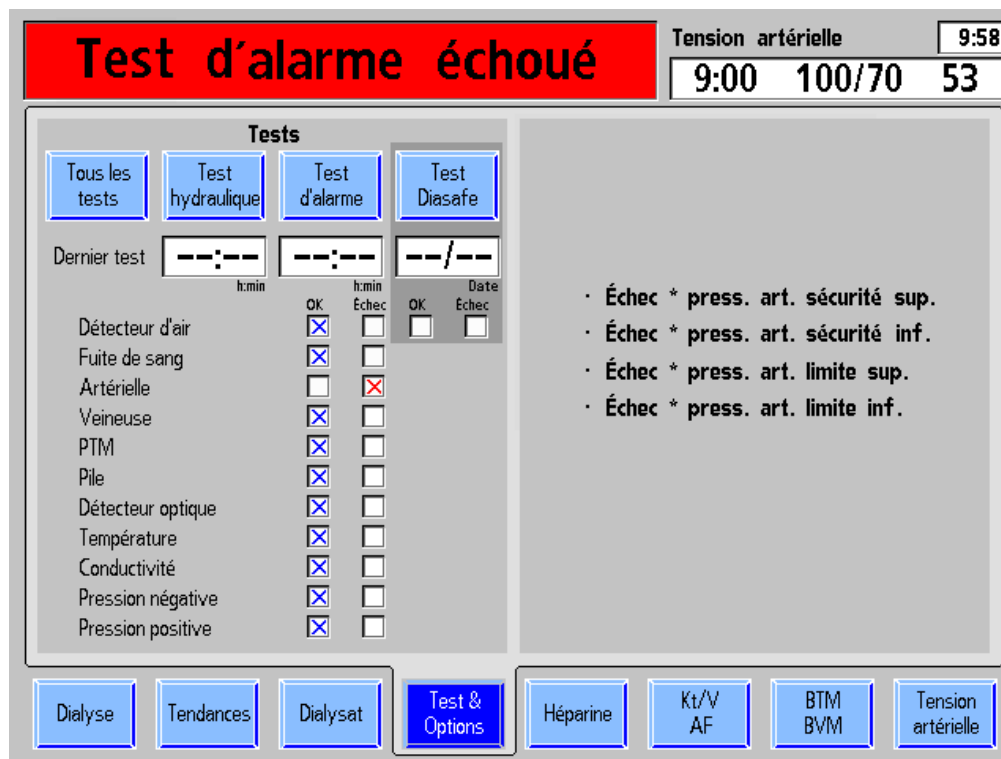 Test d´alarme échoué
Tension artérielle
9:58
9:00 100/70 53
Tests
Tous les
tests
Test
hydraulique
Test
d'alarme
Test
Diasafe
Dernier test
--:--
--:--
--/--
h:min
h:min
Date
OK Échec OK Échec
Détecteur d'air
Fuite de sang
Artérielle
Veineuse
PTM
Pile
Détecteur optique
Température
Conductivité
Pression négative
Pression positive
· Échec * press. art. sécurité sup.
· Échec * press. art. sécurité inf.
· Échec * press. art. limite sup.
· Échec * press. art. limite inf.
Dialyse
Tendances
Dialysat
Test &
Options
Héparine
Kt/V
AF
BTM
BVM
Tension
artérielle